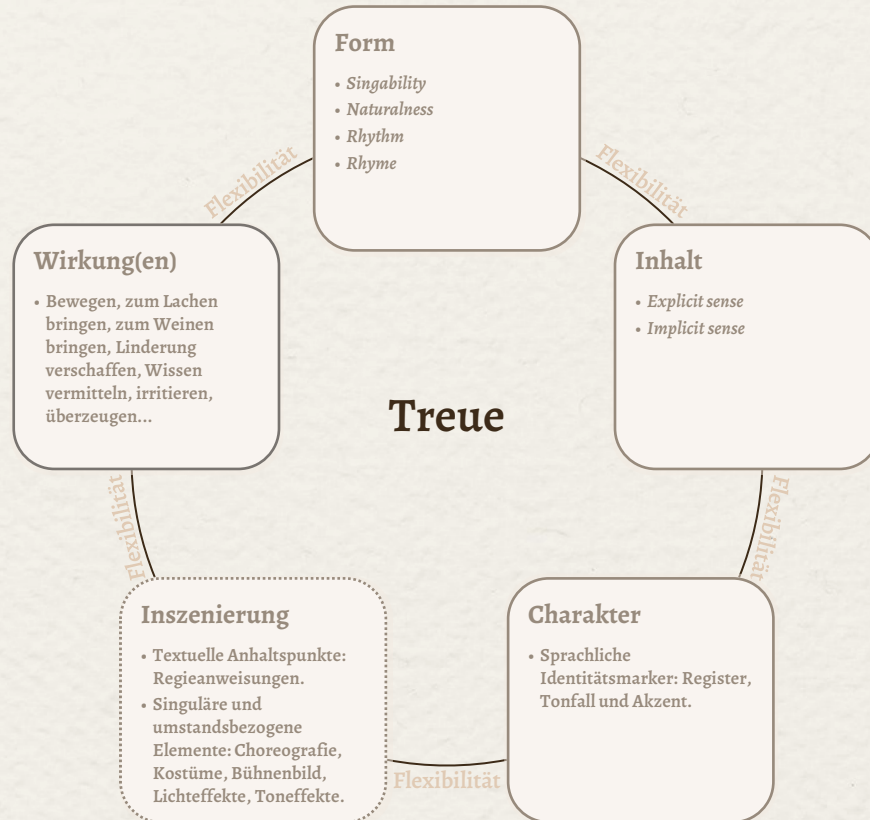 Form
• Singability
• Naturalness
• Rhythm
• Rhyme
Flexibilität
Flexibilität
Wirkung(en)
• Bewegen, zum Lachen
bringen, zum Weinen
bringen, Linderung
verschaffen, Wissen
vermitteln, irritieren,
überzeugen...
Inhalt
• Explicit sense
• Implicit sense
Treue
Flexibilität
Flexibilität
Inszenierung
• Textuelle Anhaltspunkte:
Regieanweisungen.
• Singuläre und
umstandsbezogene
Elemente: Choreografie,
Kostüme, Bühnenbild,
Lichteffekte, Toneffekte.
Charakter
• Sprachliche
Identitätsmarker: Register,
Tonfall und Akzent.
Flexibilität